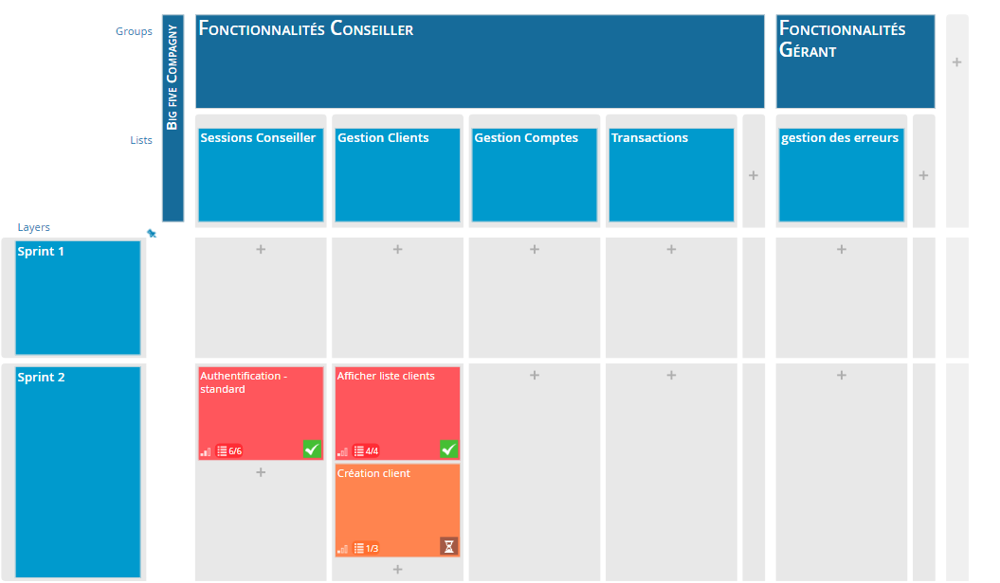 Groups
BIG FIVE COMPAGNY
FONCTIONNALITÉS CONSEILLER
FONCTIONNALITÉS
GÉRANT
+
Lists
Sessions Conseiller
Gestion Clients
Gestion Comptes
Transactions
+
gestion des erreurs
+
Layers
Sprint 1
+
+
+
+
+
Sprint 2
Authentification -
standard
6/6
+
Afficher liste clients
4/4
Création client
1/3
+
+
+
+